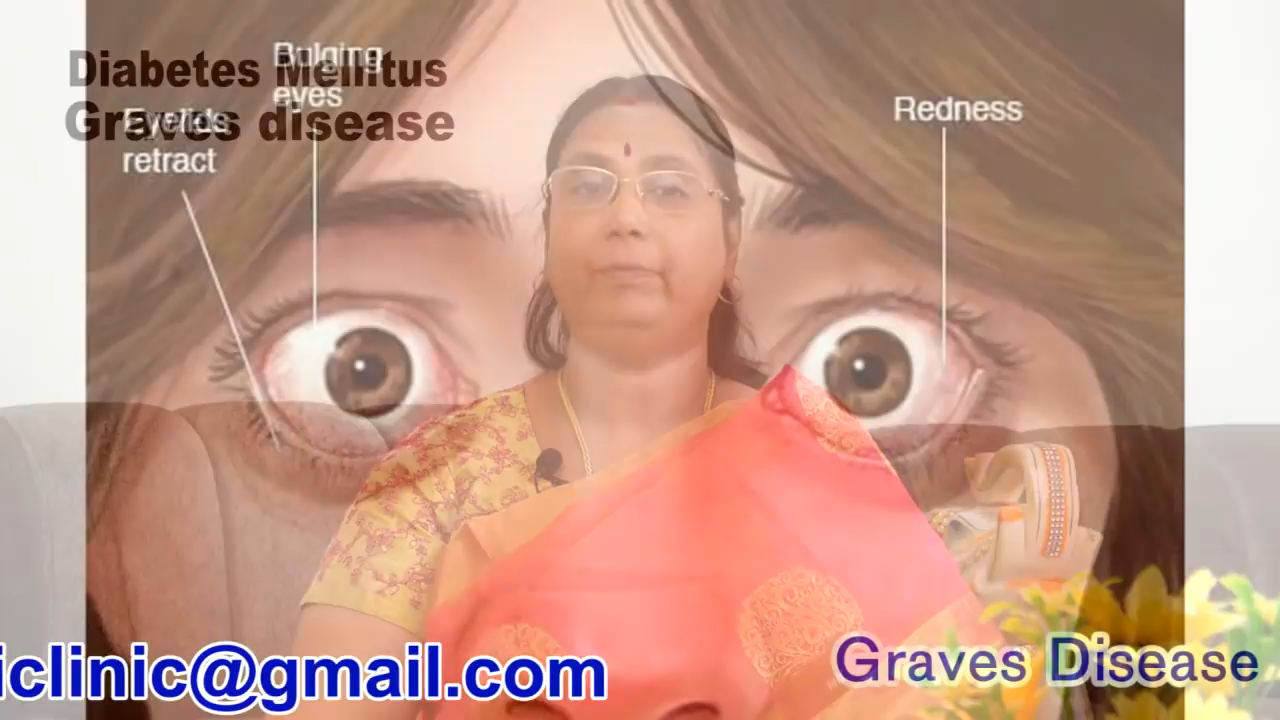 Diabetes Mellitus
Graves disease
Bulging
eyes
Eyelids
retract
Redness
iclinic@gmail.com
Graves Disease